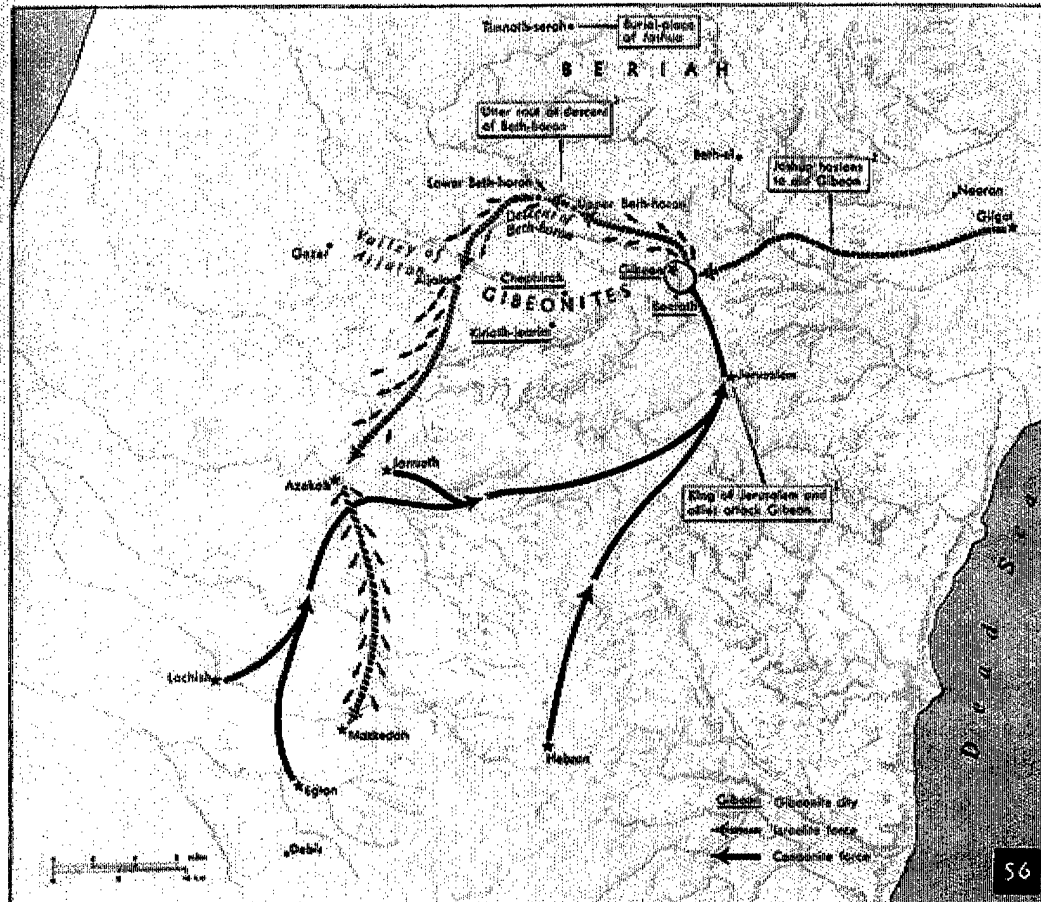 Timnath-serah
Burial-place
of Joshua
BERIAH
Utter rout at descent
of Beth-horon
Beth-el
Joshua hastens
to aid Gibeon
2
Naaran
Gilgal
Lower Beth-horon
Upper Beth-horon
Descent of
Beth-horon
Valley of
Aijalon
Gezer
Aijalon
Chephirah
Gibeon
GIBEONITES
Beeroth
Kiriath-jearim
Jerusalem
Jarmuth
Azekah
King of Jerusalem and
allies attack Gibeon
Dead Sea
Lachish
Makkedah
Hebron
Eglon
Debir
Gibeon Gibeonite city
Israelite force
Canaanite force
miles
km
56